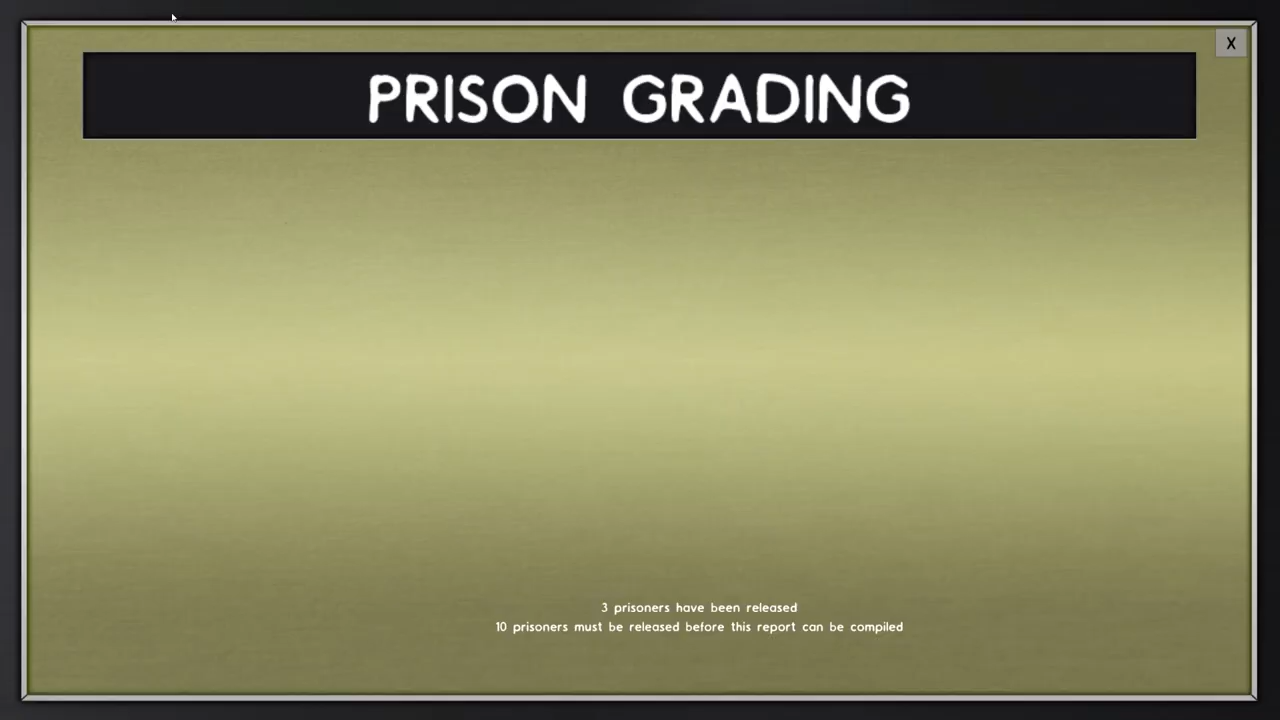 X
PRISON GRADING
3 prisoners have been released
10 prisoners must be released before this report can be compiled